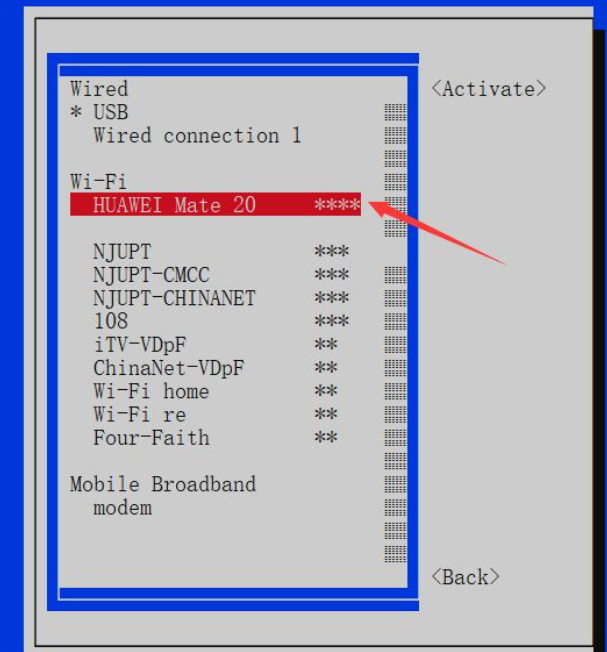 Wired
<Activate>
* USB
Wired connection 1
Wi-Fi
HUAWEI Mate 20 ****
NJUPT ***
NJUPT-CMCC ***
NJUPT-CHINANET ***
108 ***
iTV-VDpF **
ChinaNet-VDpF **
Wi-Fi home **
Wi-Fi re **
Four-Faith **
Mobile Broadband
modem
<Back>